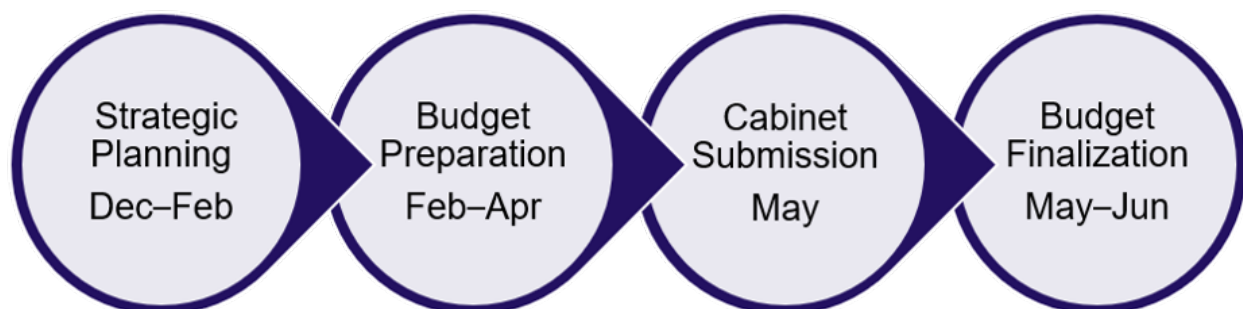 Strategic
Planning
Dec–Feb
Budget
Preparation
Feb–Apr
Cabinet
Submission
May
Budget
Finalization
May–Jun